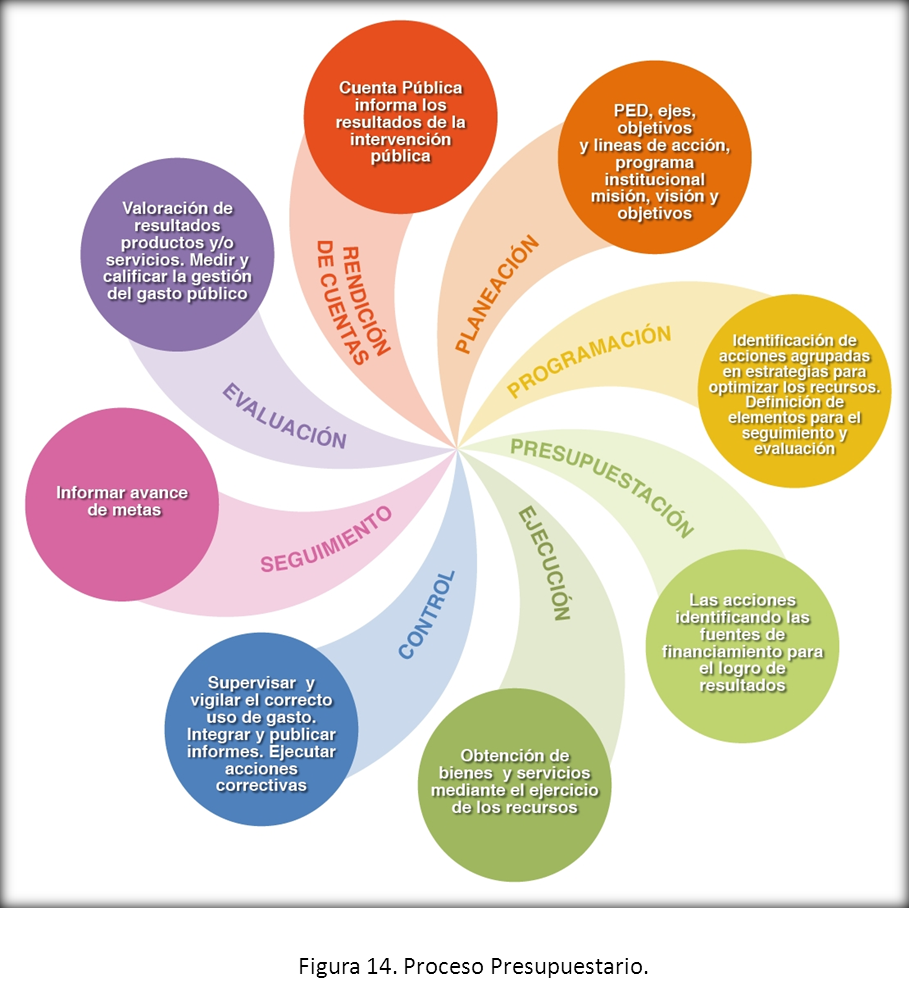 Cuenta Pública
informa los
resultados de la
intervención
pública
RENDICIÓN
DE CUENTAS
PED, ejes,
objetivos
y lineas de acción,
programa
institucional
misión, visión y
objetivos
PLANEACIÓN
Identificación de
acciones agrupadas
en estrategias para
optimizar los recursos.
Definición de
elementos para el
seguimiento y
evaluación
PROGRAMACIÓN
Las acciones
identificando las
fuentes de
financiamiento para
el logro de
resultados
PRESUPUESTACIÓN
Obtención de
bienes y servicios
mediante el ejercicio
de los recursos
EJECUCIÓN
Supervisar y
vigilar el correcto
uso de gasto.
Integrar y publicar
informes. Ejecutar
acciones
correctivas
CONTROL
Informar avance
de metas
SEGUIMIENTO
Valoración de
resultados
productos y/o
servicios. Medir y
calificar la gestión
del gasto público
EVALUACIÓN
Figura 14. Proceso Presupuestario.